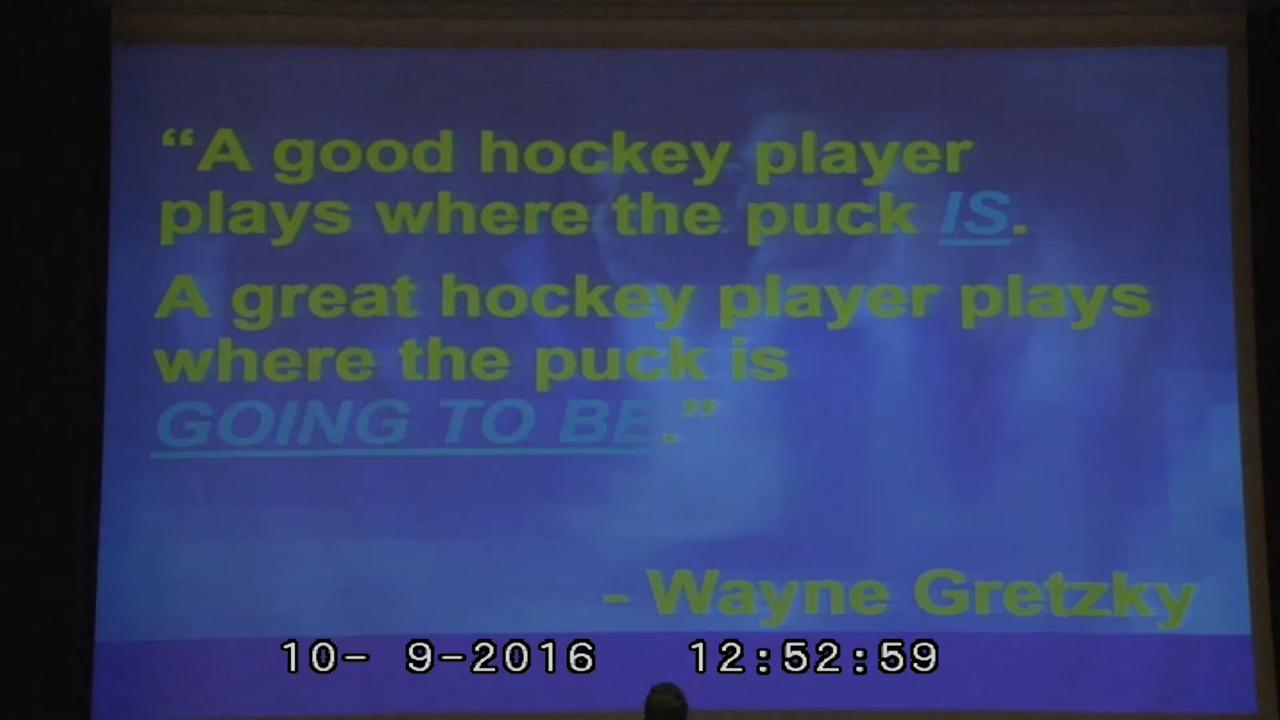 “A good hockey player
plays where the puck IS.
A great hockey player plays
where the puck is
GOING TO BE.”
- Wayne Gretzky
10- 9-2016 12:52:59